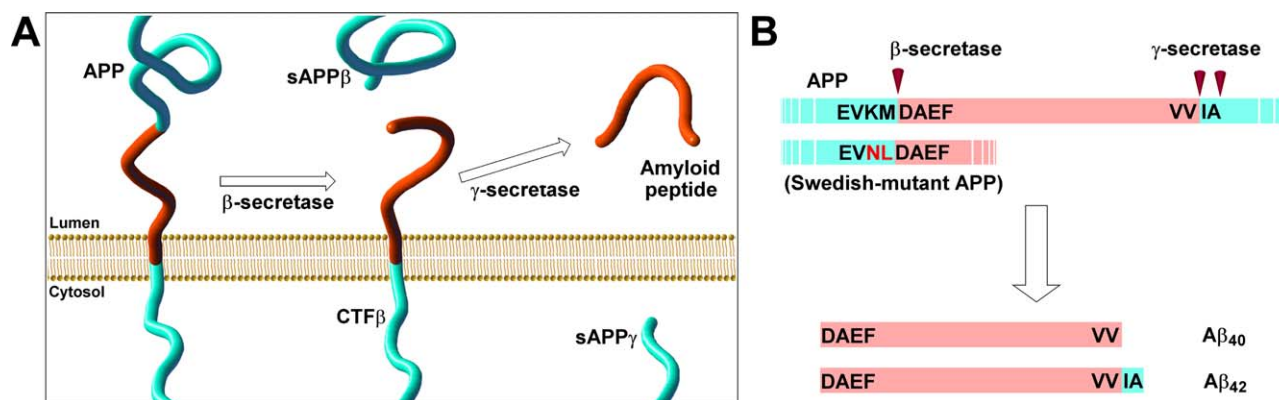 A
APP
sAPPβ
β-secretase
γ-secretase
Amyloid
peptide
Lumen
Cytosol
CTFβ
sAPPγ
B
β-secretase γ-secretase
APP
EVKM DAEF VV IA
EVNL DAEF
(Swedish-mutant APP)
DAEF VV Aβ40
DAEF VV IA Aβ42